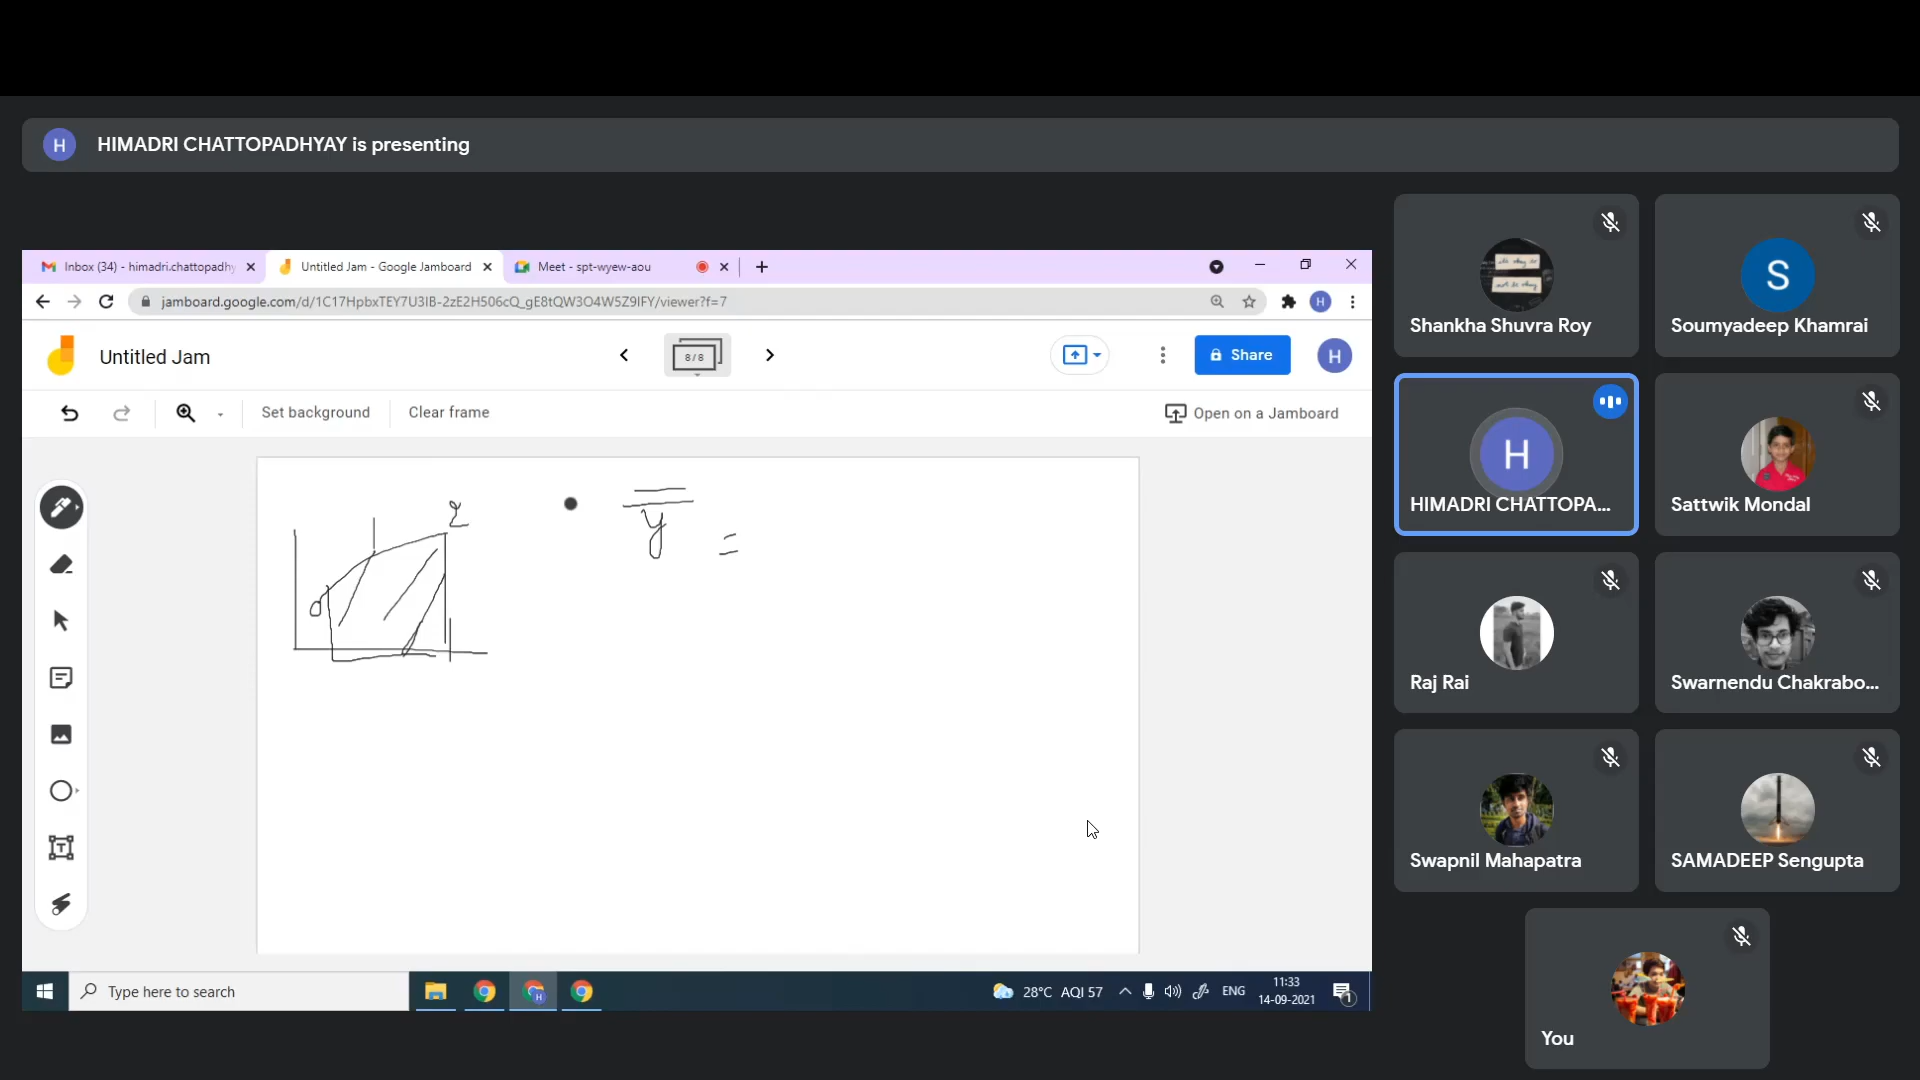 H HIMADRI CHATTOPADHYAY is presenting
Inbox (34) - himadri.chattopadhy
Untitled Jam - Google Jamboard
Meet - spt-wyew-aou
jamboard.google.com/d/1C17HpbxTEY7U3IB-2zE2H506cQ_gE8tQW3O4W5Z9IFY/viewer?f=7
H
Untitled Jam
8/8
Share
H
Set background
Clear frame
Open on a Jamboard
2
0
y =
T
Type here to search
H
28°C AQI 57
ENG
11:33
14-09-2021
1
Shankha Shuvra Roy
S
Soumyadeep Khamrai
H
HIMADRI CHATTOPA...
Sattwik Mondal
Raj Rai
Swarnendu Chakrabo...
Swapnil Mahapatra
SAMADEEP Sengupta
You